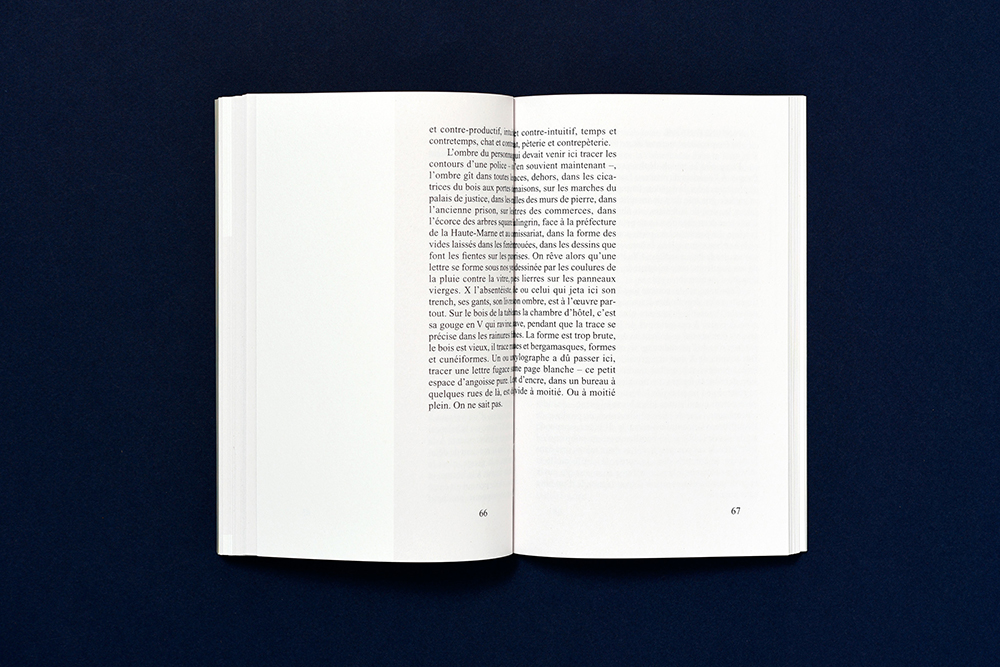 et contre-productif, et contre-intuitif, temps et
contretemps, chat et pèterie et contrepèterie.
L’ombre du qui devait venir ici tracer les
contours d’une police – s’en souvient maintenant –,
l’ombre gît dans toutes dehors, dans les cica-
trices du bois aux portes maisons, sur les marches du
palais de justice, dans les des murs de pierre, dans
l’ancienne prison, sur des commerces, dans
l’écorce des arbres face à la préfecture
de la Haute-Marne et dans la forme des
vides laissés dans les dans les dessins que
font les fientes sur les On rêve alors qu’une
lettre se forme sous nos dessinée par les coulures de
la pluie contre la vitre, lierres sur les panneaux
vierges. X l’absentéiste, ou celui qui jeta ici son
trench, ses gants, son ombre, est à l’œuvre par-
tout. Sur le bois de la la chambre d’hôtel, c’est
sa gouge en V qui pendant que la trace se
précise dans les rainures La forme est trop brute,
le bois est vieux, il trace et bergamasques, formes
et cunéiformes. Un ou a dû passer ici,
tracer une lettre fugace page blanche – ce petit
espace d’angoisse pure. d’encre, dans un bureau à
quelques rues de là, est vide à moitié. Ou à moitié
plein. On ne sait pas.
66
67